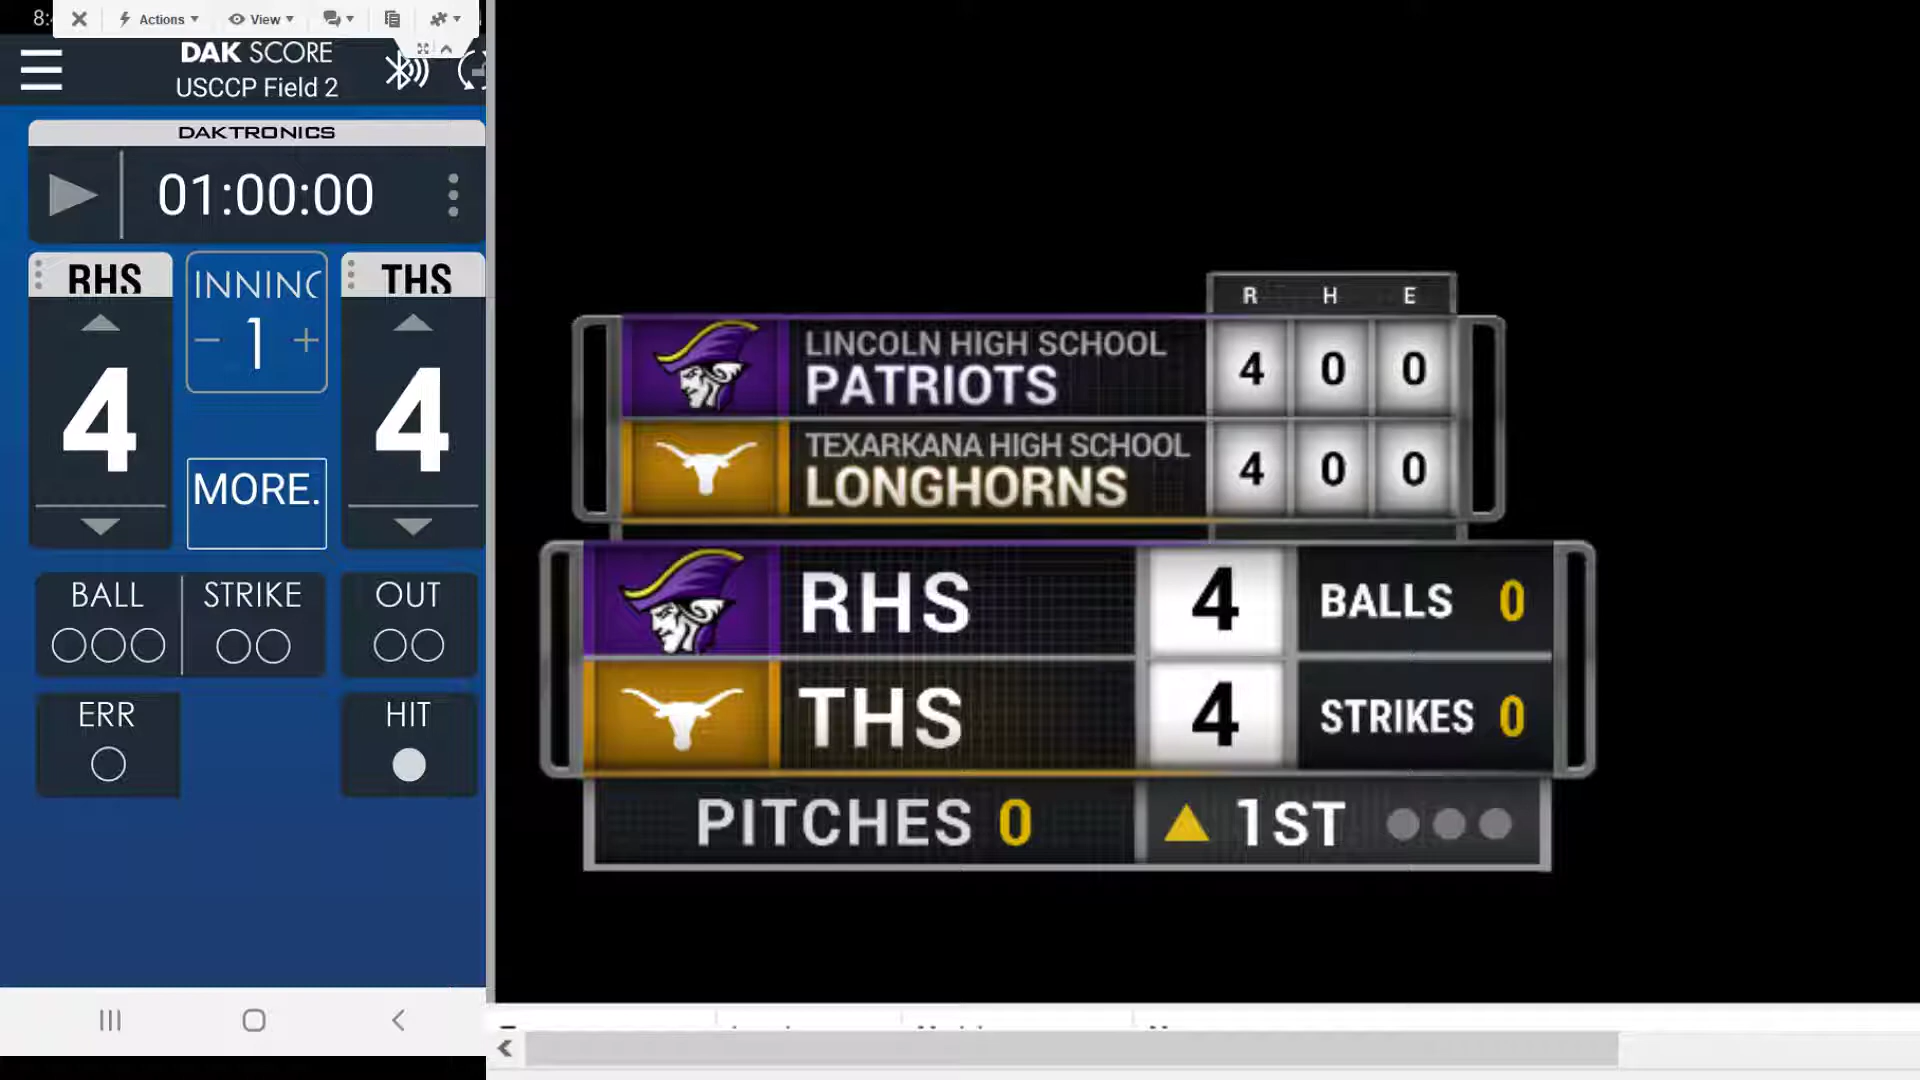 8:
Actions
View
DAK SCORE
USCCP Field 2
DAKTRONICS
01:00:00
RHS
INNING
THS
4
- 1 +
4
MORE.
BALL
STRIKE
OUT
ERR
HIT
R H E
LINCOLN HIGH SCHOOL
PATRIOTS
4 0 0
TEXARKANA HIGH SCHOOL
LONGHORNS
4 0 0
RHS 4 BALLS 0
THS 4 STRIKES 0
PITCHES 0 1ST